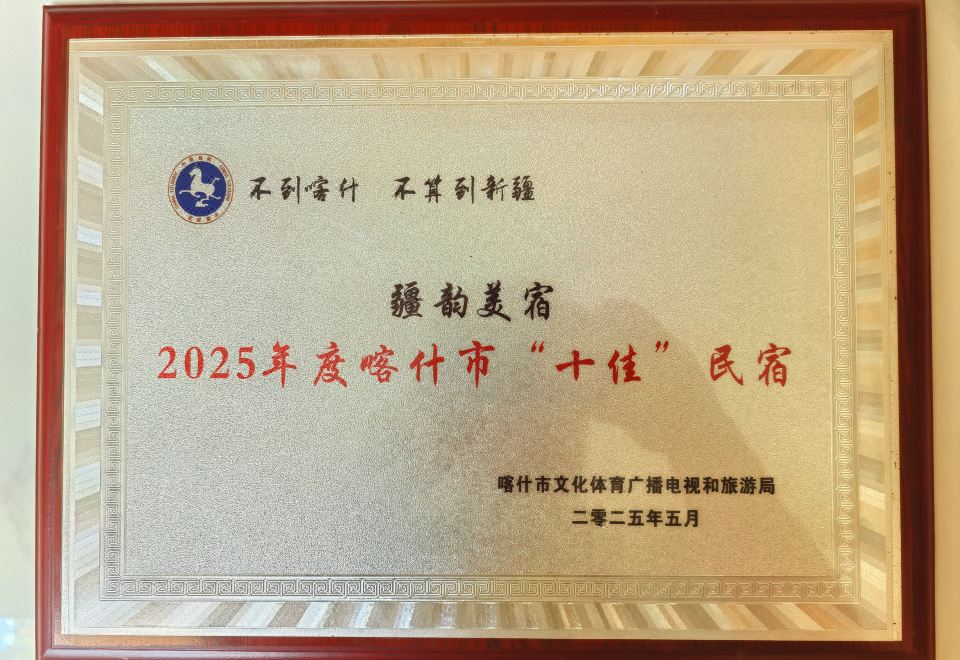 不到喀什 不算到新疆
疆韵美宿
2025年度喀什市“十佳”民宿
喀什市文化体育广播电视和旅游局
二零二五年五月